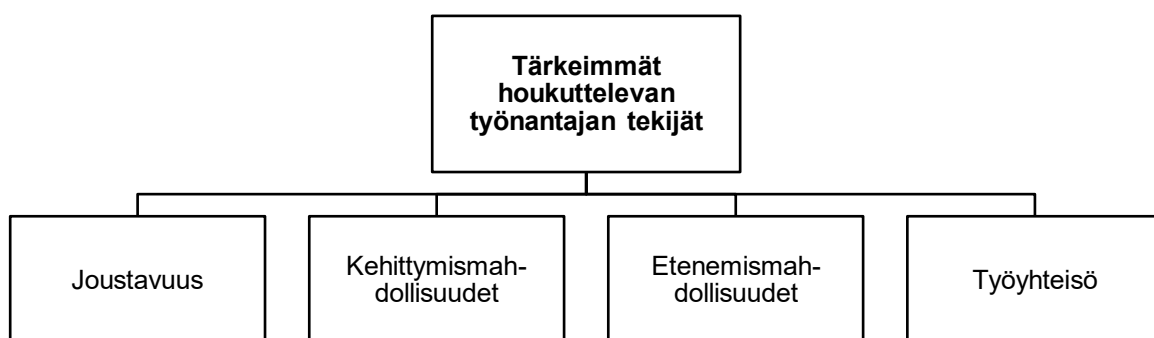 Tärkeimmät
houkuttelevan
työnantajan tekijät
Joustavuus
Kehittymismah-
dollisuudet
Etenemismah-
dollisuudet
Työyhteisö